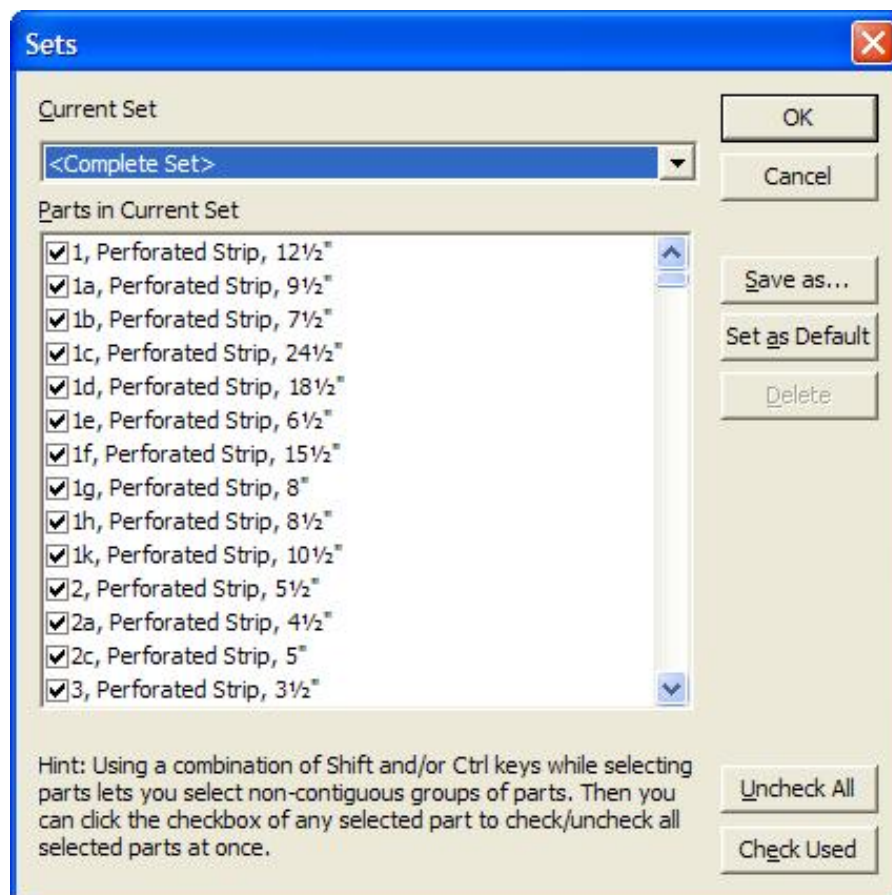 Sets
Current Set
<Complete Set>
Parts in Current Set
1, Perforated Strip, 12½"
1a, Perforated Strip, 9½"
1b, Perforated Strip, 7½"
1c, Perforated Strip, 24½"
1d, Perforated Strip, 18½"
1e, Perforated Strip, 6½"
1f, Perforated Strip, 15½"
1g, Perforated Strip, 8"
1h, Perforated Strip, 8½"
1k, Perforated Strip, 10½"
2, Perforated Strip, 5½"
2a, Perforated Strip, 4½"
2c, Perforated Strip, 5"
3, Perforated Strip, 3½"
Hint: Using a combination of Shift and/or Ctrl keys while selecting
parts lets you select non-contiguous groups of parts. Then you
can click the checkbox of any selected part to check/uncheck all
selected parts at once.
OK
Cancel
Save as...
Set as Default
Delete
Uncheck All
Check Used